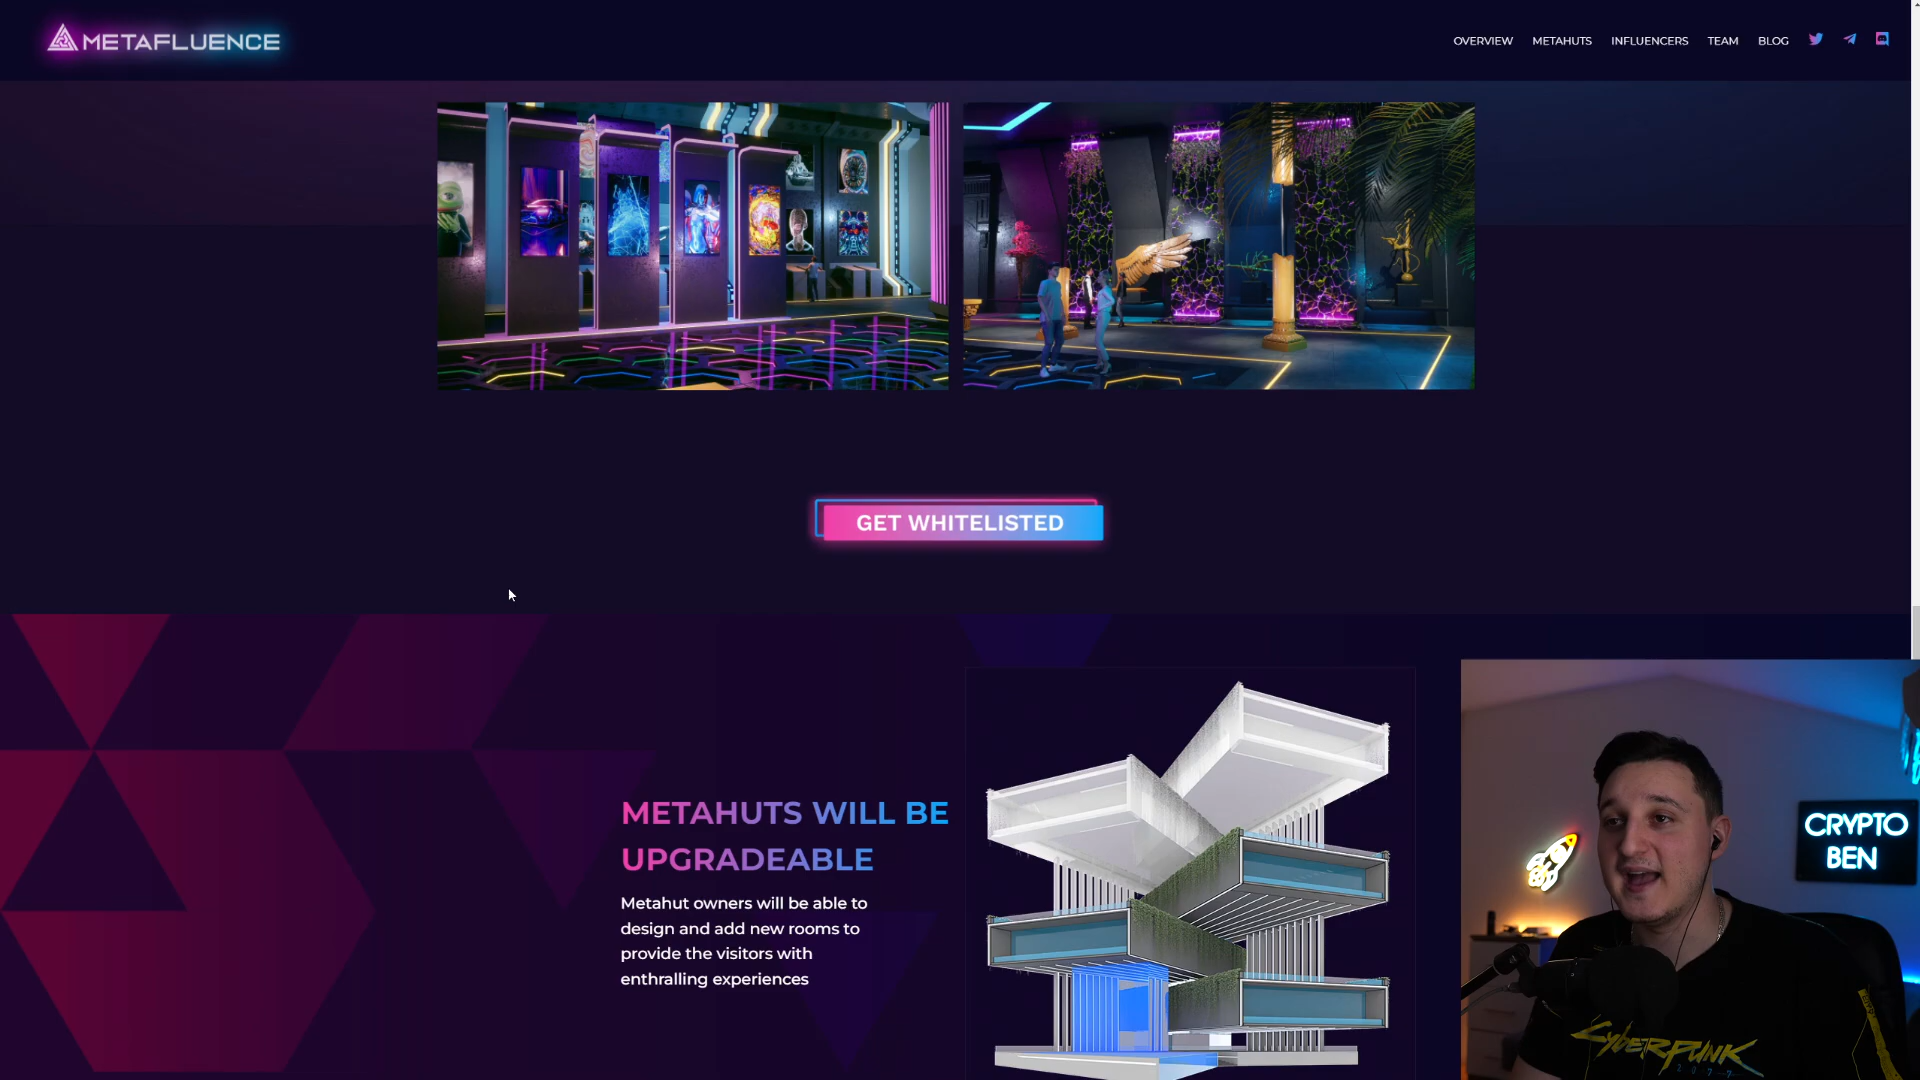 METAFLUENCE
OVERVIEW METAHUTS INFLUENCERS TEAM BLOG
GET WHITELISTED
METAHUTS WILL BE
UPGRADEABLE
Metahut owners will be able to
design and add new rooms to
provide the visitors with
enthralling experiences
CRYPTO
BEN
CYBERPUNK
2077